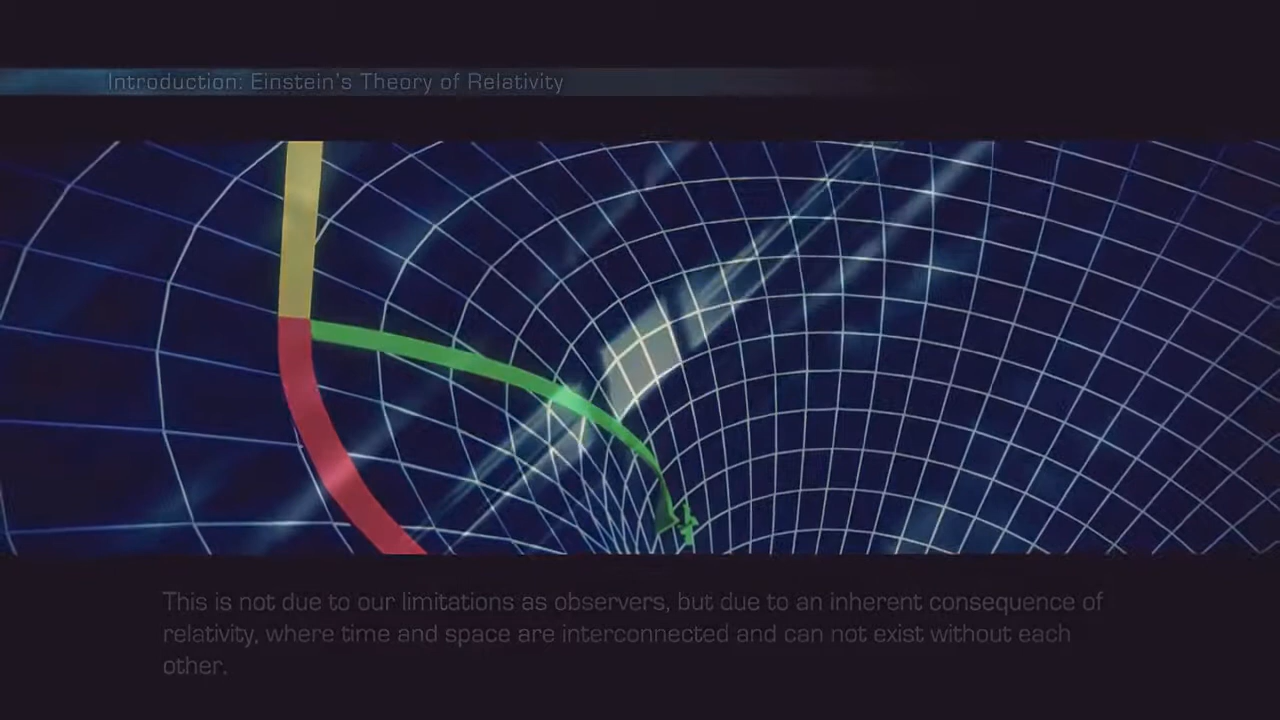 Introduction: Einstein's Theory of Relativity
This is not due to our limitations as observers, but due to an inherent consequence of
relativity, where time and space are interconnected and can not exist without each
other.